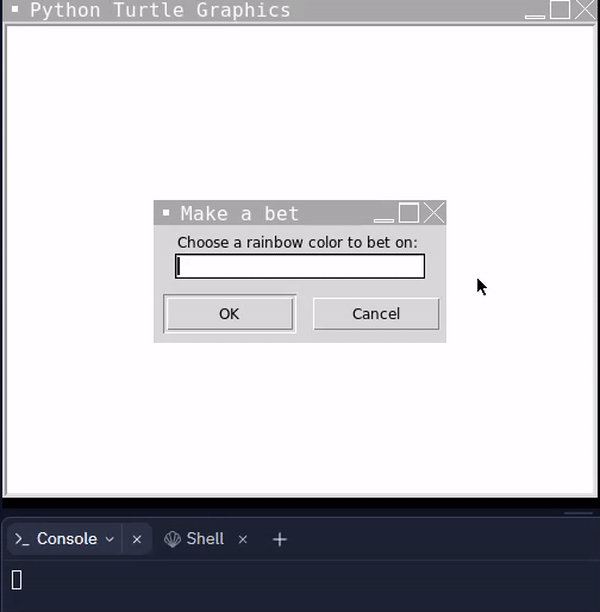 Python Turtle Graphics
Make a bet
Choose a rainbow color to bet on:
OK Cancel
Console Shell